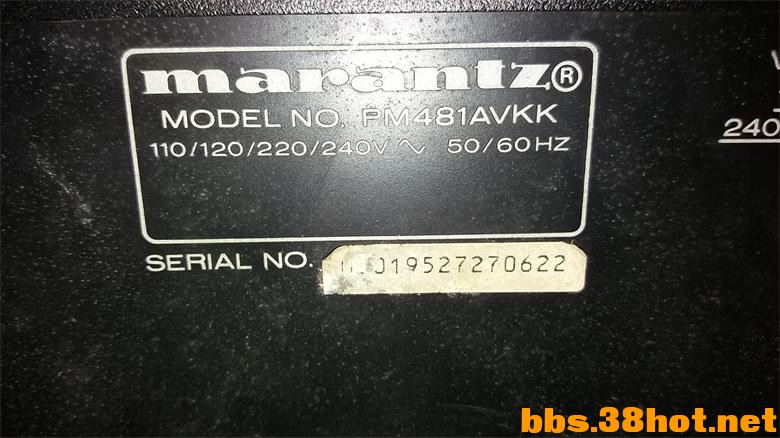 marantz®
MODEL NO. PM481AVKK
110/120/220/240V ~ 50/60HZ
240
SERIAL NO. 019527270622
bbs.38hot.net